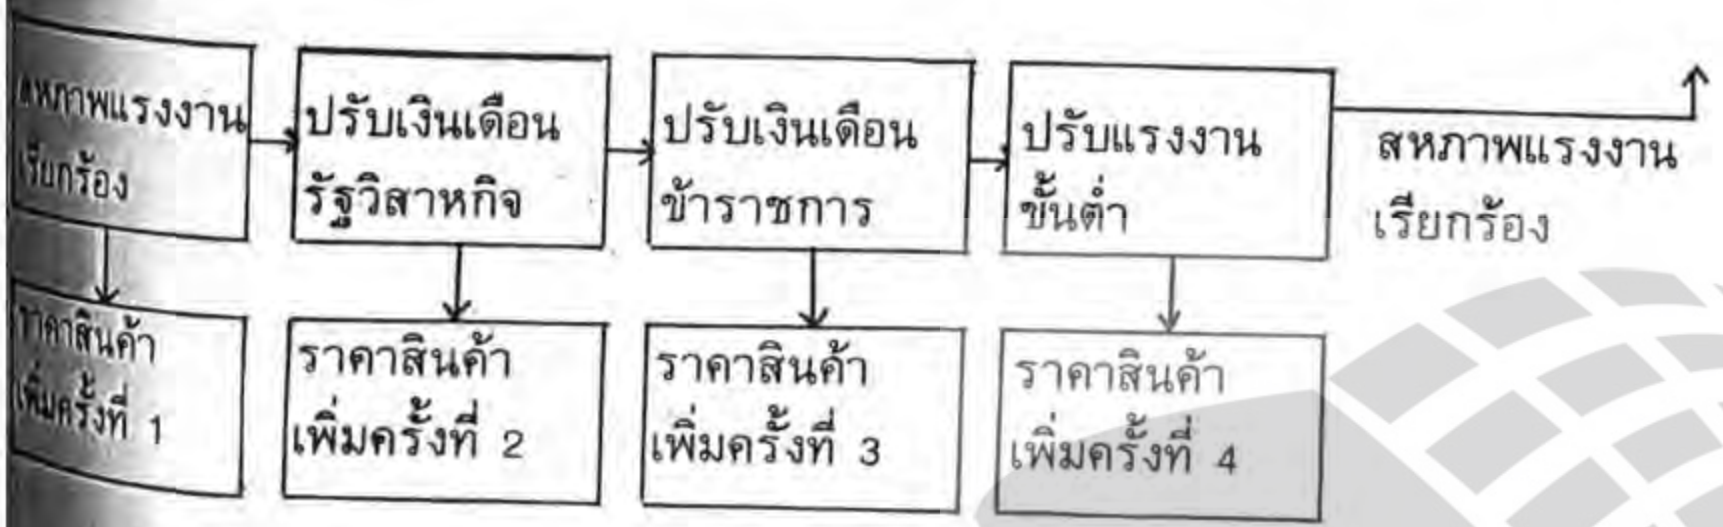 สหภาพแรงงาน
เรียกร้อง
ปรับเงินเดือน
รัฐวิสาหกิจ
ปรับเงินเดือน
ข้าราชการ
ปรับแรงงาน
ขั้นต่ำ
สหภาพแรงงาน
เรียกร้อง
ราคาสินค้า
เพิ่มครั้งที่ 1
ราคาสินค้า
เพิ่มครั้งที่ 2
ราคาสินค้า
เพิ่มครั้งที่ 3
ราคาสินค้า
เพิ่มครั้งที่ 4